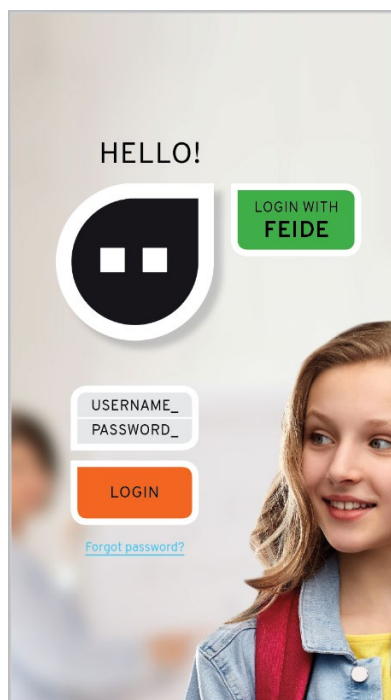 HELLO!
LOGIN WITH
FEIDE
USERNAME_
PASSWORD_
LOGIN
Forgot password?